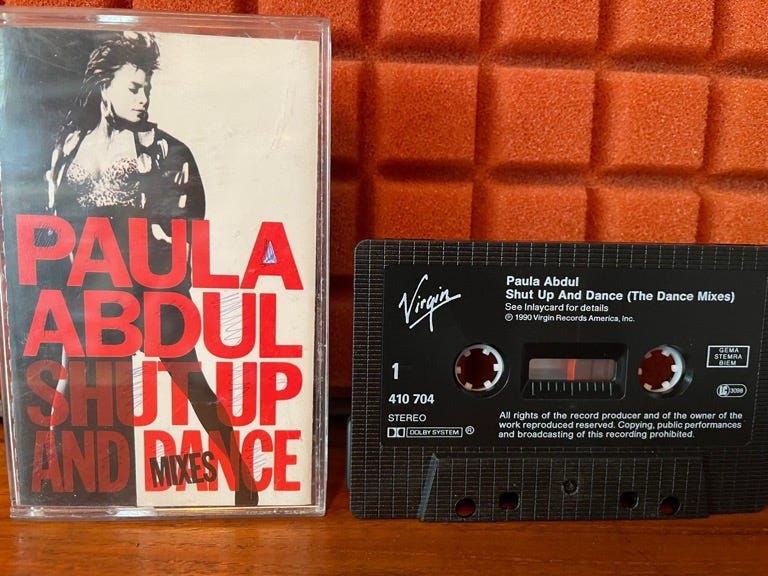 PAULA
ABDUL
SHUT UP
AND DANCE
MIXES
Virgin
Paula Abdul
Shut Up And Dance (The Dance Mixes)
See Inlaycard for details
℗ 1990 Virgin Records America, Inc.
1
410 704
STEREO
DOLBY SYSTEM ®
GEMA
STEMRA
BIEM
LC 3098
All rights of the record producer and of the owner of the
work reproduced reserved. Copying, public performances
and broadcasting of this recording prohibited.